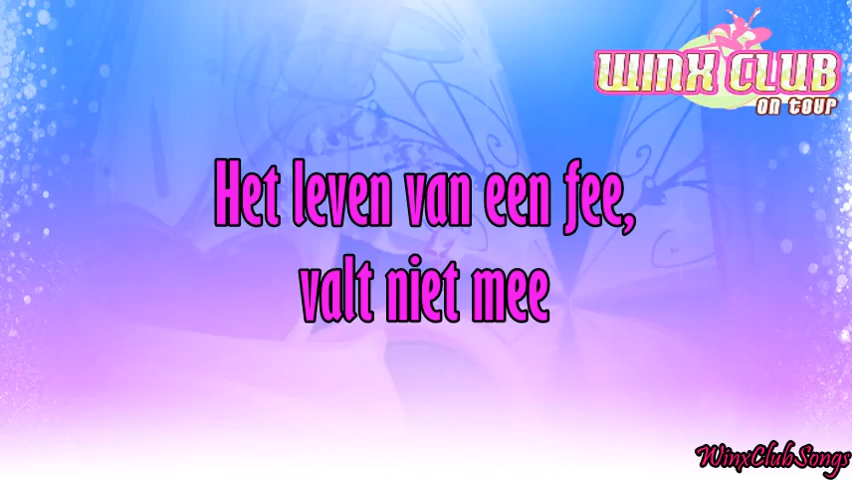 WINX CLUB
on tour
Het leven van een fee,
valt niet mee
WinxClubSongs